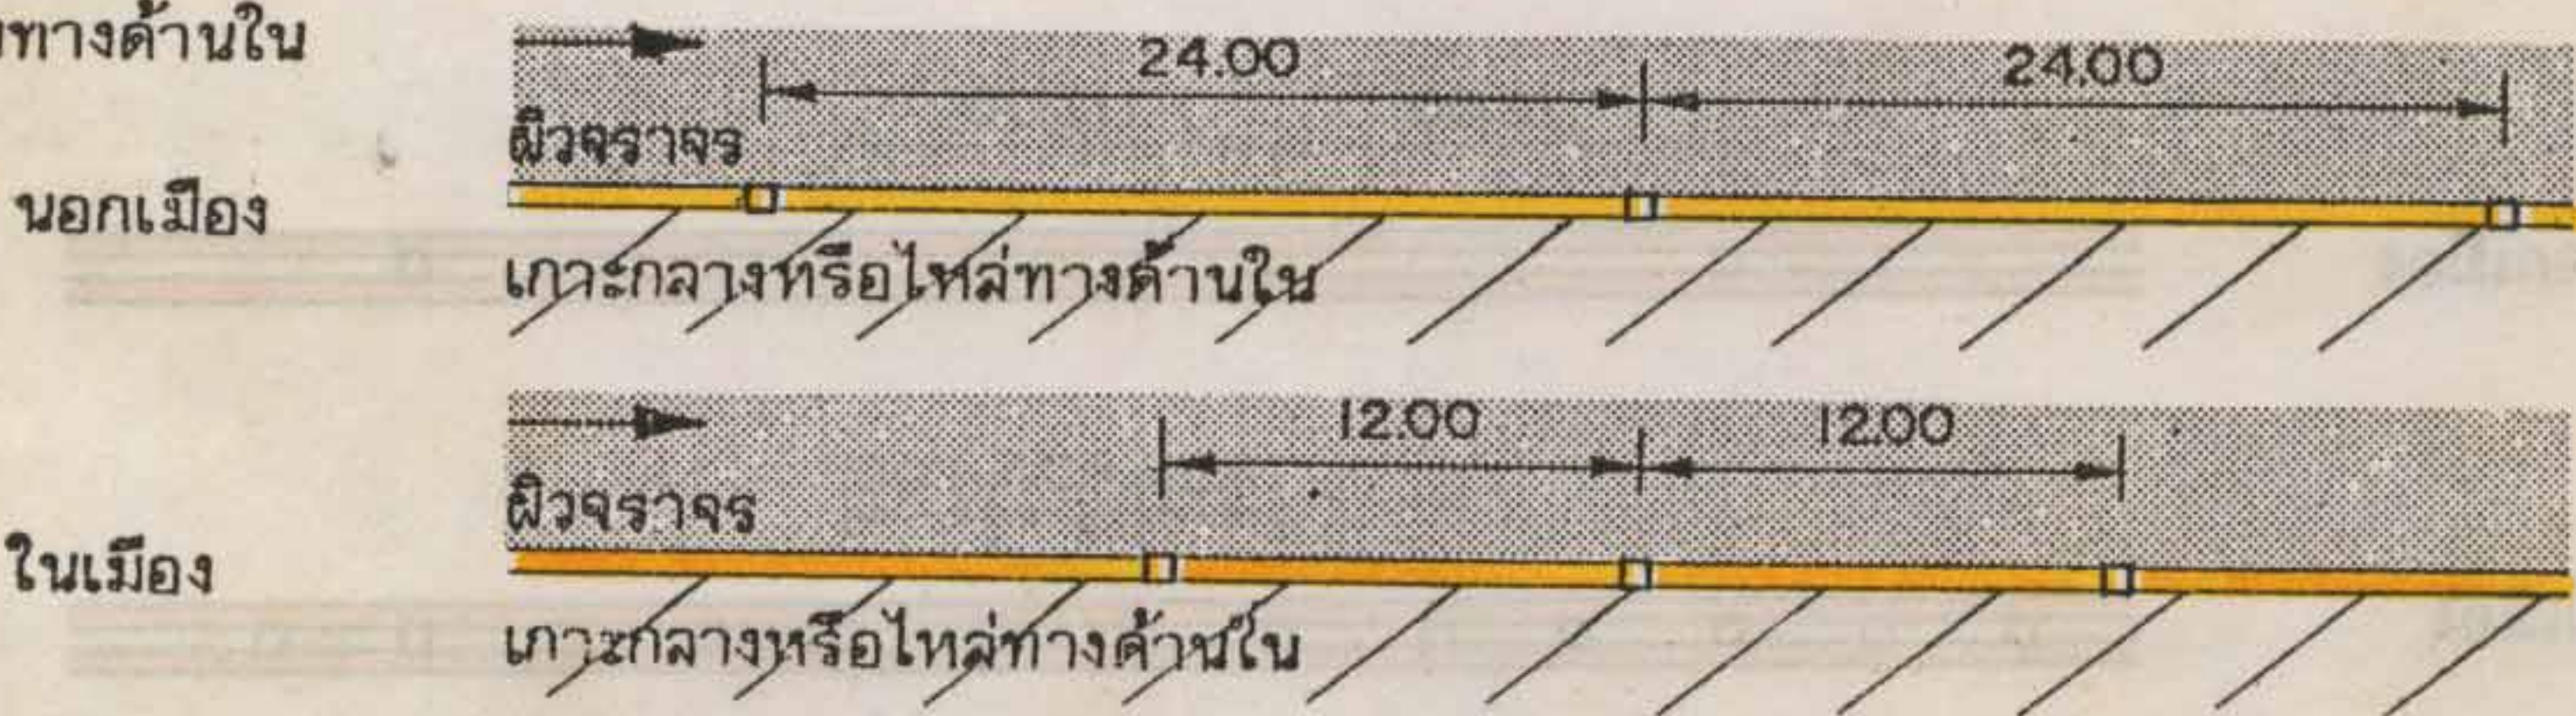 ทางด้านใน
24.00 24.00
ผิวจราจร
นอกเมือง
เกาะกลางหรือไหล่ทางด้านใน
12.00 12.00
ผิวจราจร
ในเมือง
เกาะกลางหรือไหล่ทางด้านใน